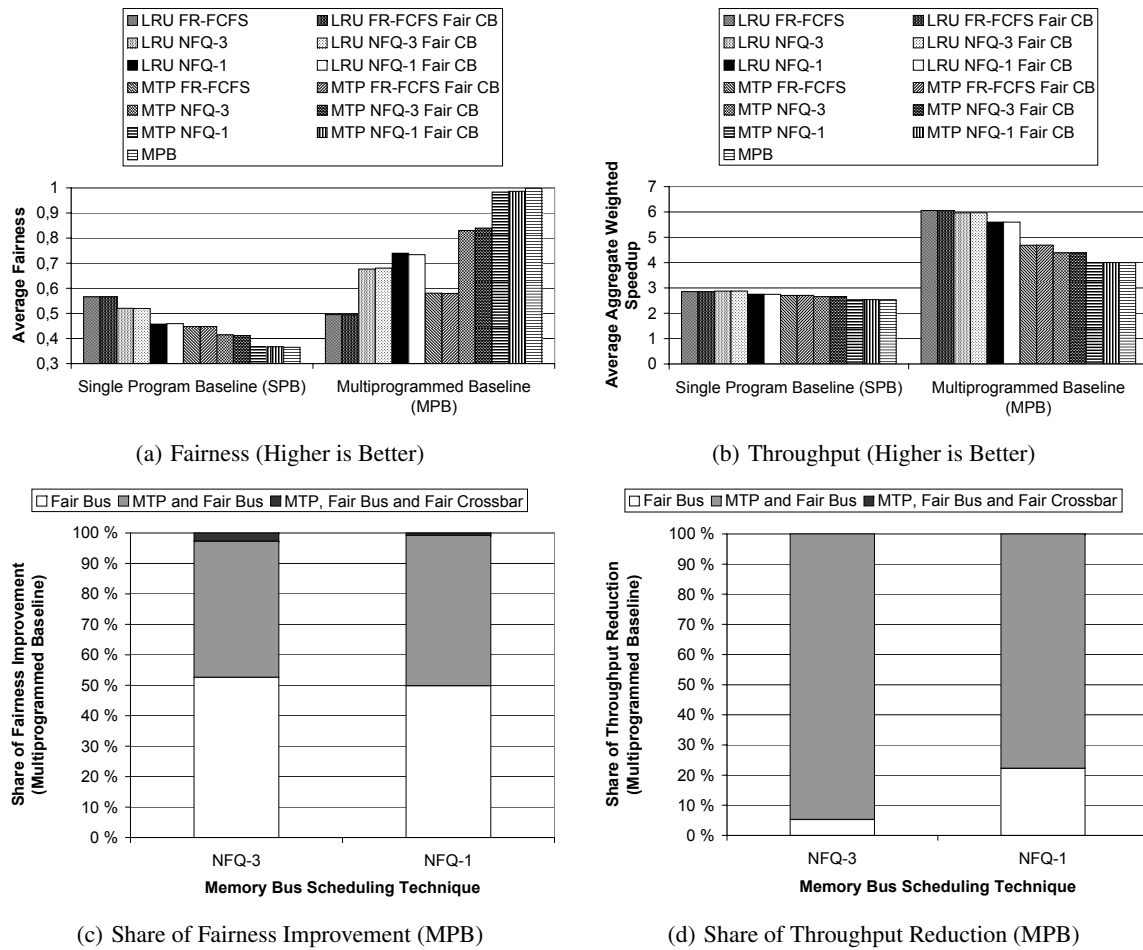 LRU FR-FCFS LRU FR-FCFS Fair CB
LRU NFQ-3 LRU NFQ-3 Fair CB
LRU NFQ-1 LRU NFQ-1 Fair CB
MTP FR-FCFS MTP FR-FCFS Fair CB
MTP NFQ-3 MTP NFQ-3 Fair CB
MTP NFQ-1 MTP NFQ-1 Fair CB
MPB
Average Fairness
1
0,9
0,8
0,7
0,6
0,5
0,4
0,3
Single Program Baseline (SPB) Multiprogrammed Baseline
(MPB)
(a) Fairness (Higher is Better)
LRU FR-FCFS LRU FR-FCFS Fair CB
LRU NFQ-3 LRU NFQ-3 Fair CB
LRU NFQ-1 LRU NFQ-1 Fair CB
MTP FR-FCFS MTP FR-FCFS Fair CB
MTP NFQ-3 MTP NFQ-3 Fair CB
MTP NFQ-1 MTP NFQ-1 Fair CB
MPB
Average Aggregate Weighted
Speedup
7
6
5
4
3
2
1
0
Single Program Baseline (SPB) Multiprogrammed Baseline
(MPB)
(b) Throughput (Higher is Better)
Fair Bus MTP and Fair Bus MTP, Fair Bus and Fair Crossbar
Share of Fairness Improvement
(Multiprogrammed Baseline)
100 %
90 %
80 %
70 %
60 %
50 %
40 %
30 %
20 %
10 %
0 %
NFQ-3 NFQ-1
Memory Bus Scheduling Technique
(c) Share of Fairness Improvement (MPB)
Fair Bus MTP and Fair Bus MTP, Fair Bus and Fair Crossbar
Share of Throughput Reduction
(Multiprogrammed Baseline)
100 %
90 %
80 %
70 %
60 %
50 %
40 %
30 %
20 %
10 %
0 %
NFQ-3 NFQ-1
Memory Bus Scheduling Technique
(d) Share of Throughput Reduction (MPB)